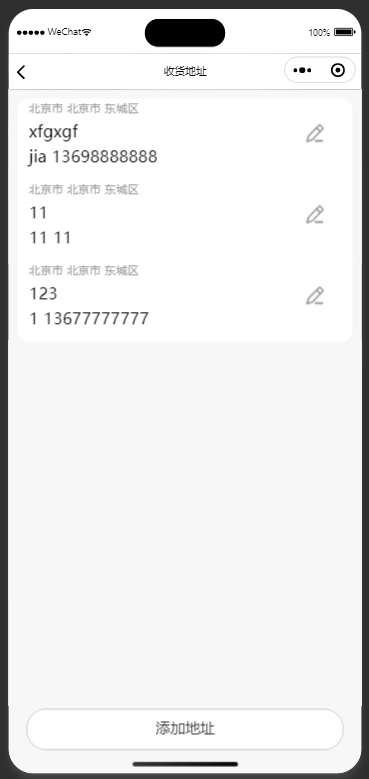 ●●●●● WeChat
100%
收货地址
北京市 北京市 东城区
xfgxgf
jia 13698888888
北京市 北京市 东城区
11
11 11
北京市 北京市 东城区
123
1 13677777777
添加地址